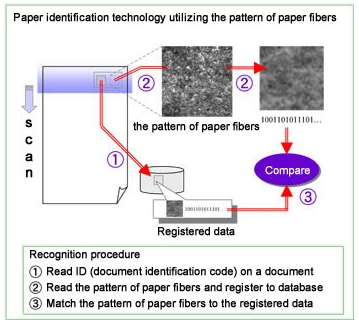 Paper identification technology utilizing the pattern of paper fibers
②
②
scan
the pattern of paper fibers
1001101011101...
①
Compare
1001101011101...
③
Registered data
Recognition procedure
① Read ID (document identification code) on a document
② Read the pattern of paper fibers and register to database
③ Match the pattern of paper fibers to the registered data